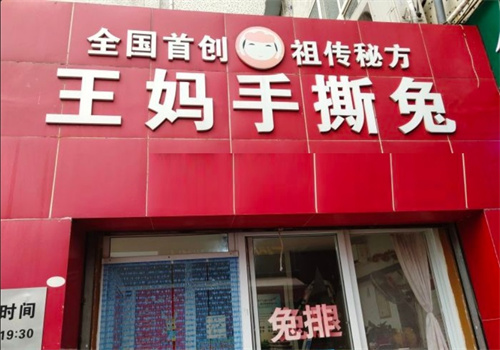 全国首创 祖传秘方
王妈手撕兔
兔排
时间
19:30